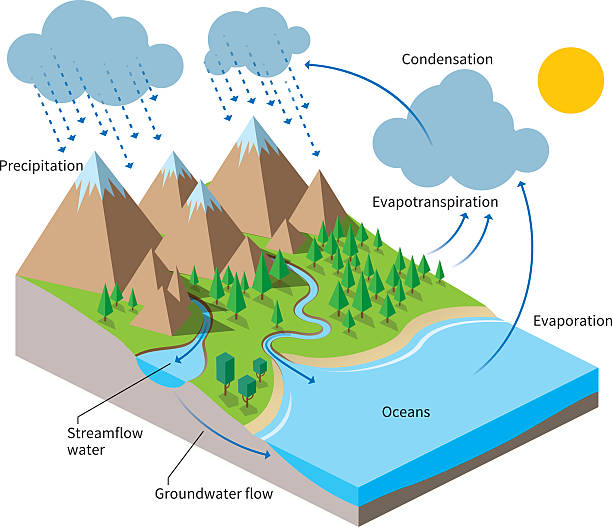 Condensation
Precipitation
Evapotranspiration
Evaporation
Oceans
Streamflow
water
Groundwater flow